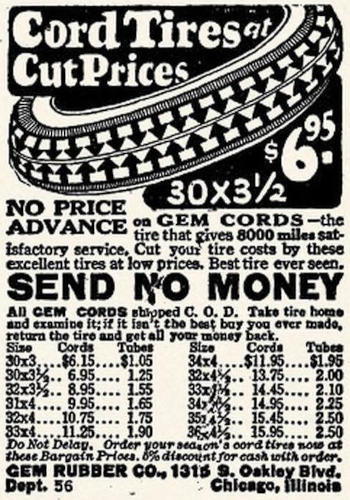 Cord Tires at
Cut Prices
$6.95
30X3½
NO PRICE
ADVANCE on GEM CORDS—the
tire that gives 8000 miles sat-
isfactory service. Cut your tire costs by these
excellent tires at low prices. Best tire ever seen.
SEND NO MONEY
All GEM CORDS shipped C. O. D. Take tire home
and examine it; if it isn't the best buy you ever made,
return the tire and get all your money back.
Size Cords Tubes Size Cords Tubes
30x3....$6.15....$1.05 34x4....$11.95....$1.95
30x3½.. 6.95.... 1.25 32x4½.. 13.75.... 2.00
32x3½.. 8.95.... 1.55 33x4½.. 14.45.... 2.10
31x4.... 9.95.... 1.65 34x4½.. 14.95.... 2.25
32x4....10.75.... 1.75 35x4½.. 15.45.... 2.50
33x4....11.25.... 1.90 36x4½.. 15.95.... 2.50
Do Not Delay, Order your season's cord tires now at
these Bargain Prices. 5% discount for cash with order.
GEM RUBBER CO., 1315 S. Oakley Blvd.
Dept. 56 Chicago, Illinois